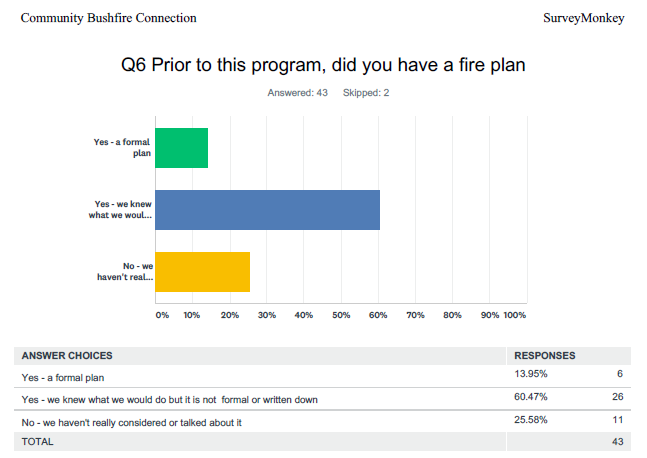 Community Bushfire Connection SurveyMonkey
Q6 Prior to this program, did you have a fire plan
Answered: 43 Skipped: 2
Yes - a formal
plan
Yes - we knew
what we woul...
No - we
haven't real...
0% 10% 20% 30% 40% 50% 60% 70% 80% 90% 100%
ANSWER CHOICES RESPONSES
Yes - a formal plan 13.95% 6
Yes - we knew what we would do but it is not formal or written down 60.47% 26
No - we haven't really considered or talked about it 25.58% 11
TOTAL 43